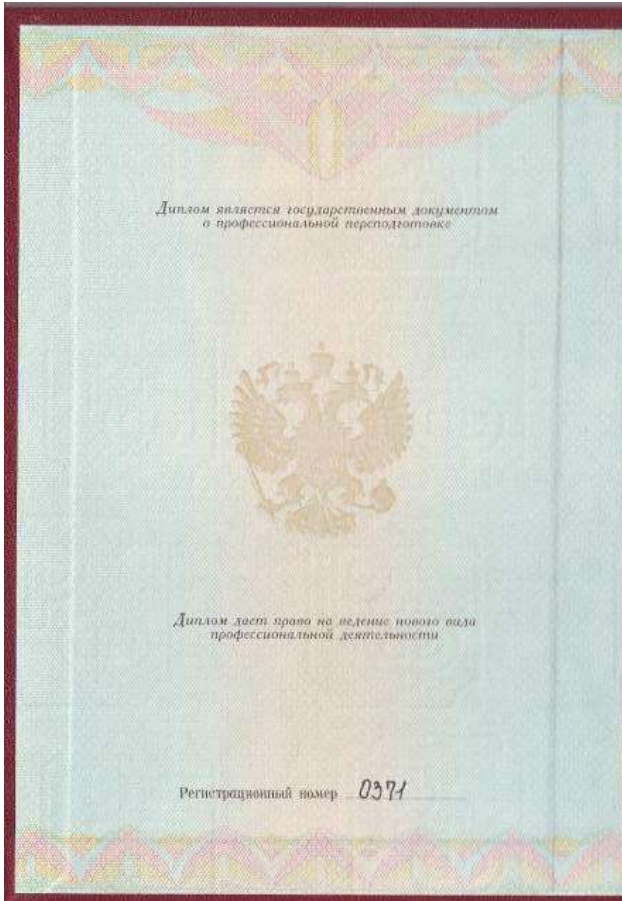 Диплом является государственным документом
о профессиональной переподготовке
Диплом дает право на ведение нового вида
профессиональной деятельности
Регистрационный номер 0371